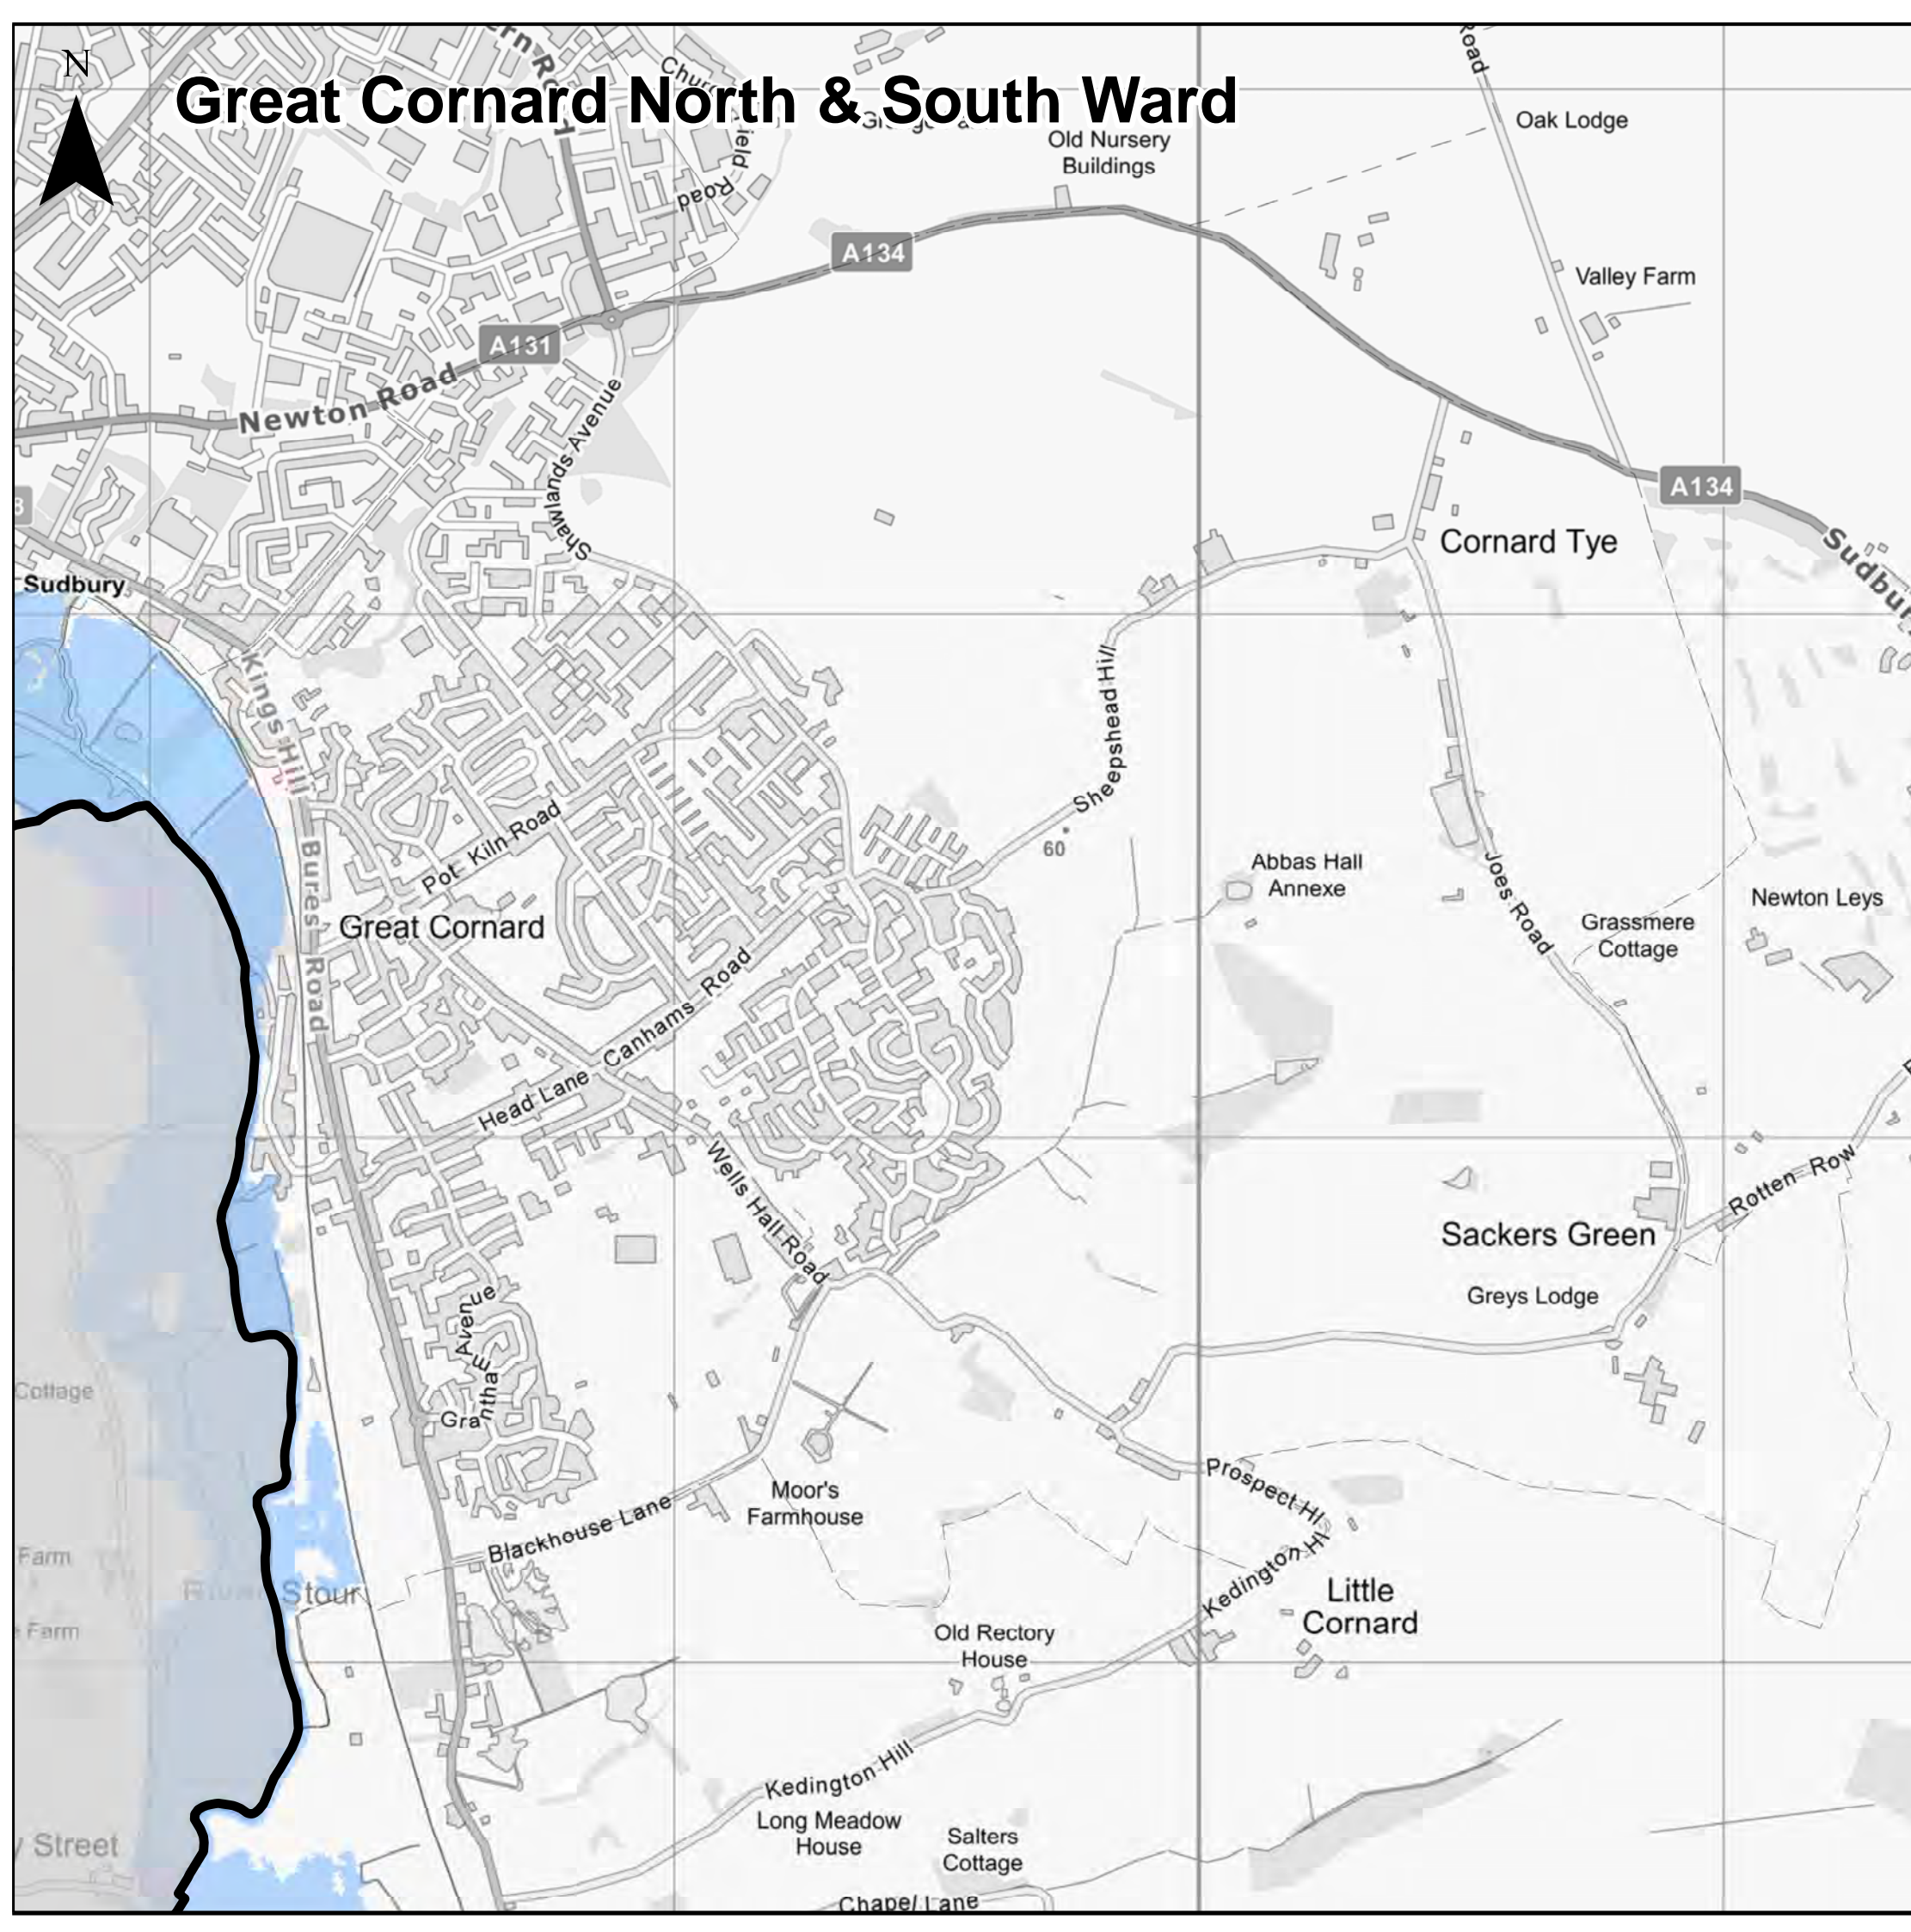 N
Great Cornard North & South Ward
Road
Oak Lodge
Old Nursery
Buildings
Road
A134
Valley Farm
A131
Newton Road
Shawlands Avenue
A134
Cornard Tye
Sudbury
Kings Hill
Sheepshead Hill
60
Pot Kiln Road
Abbas Hall
Annexe
Joes Road
Newton Leys
Grassmere
Cottage
Bures Road
Great Cornard
Canhams Road
Head Lane
Wells Hall Road
Rotten Row
Sackers Green
Greys Lodge
Grantham Avenue
Cottage
Prospect Hl
Moor's
Farmhouse
Blackhouse Lane
Kedington Hl
Farm
River Stour
Little
Cornard
Farm
Old Rectory
House
Kedington Hill
Long Meadow
House
Salters
Cottage
Street
Chapel Lane